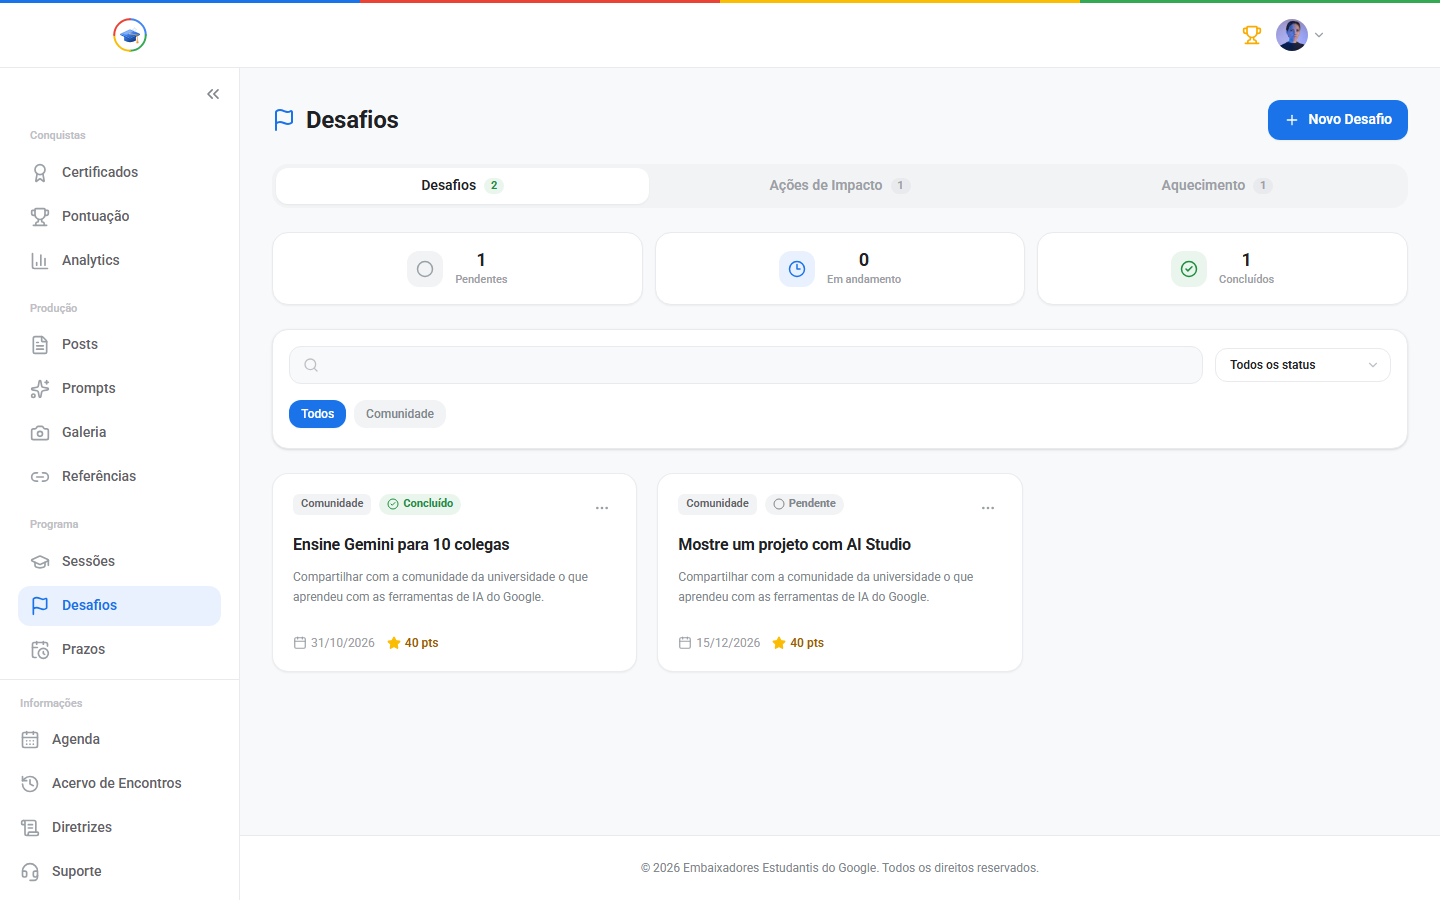 Desafios
Novo Desafio
Conquistas
Certificados
Pontuação
Analytics
Produção
Posts
Prompts
Galeria
Referências
Programa
Sessões
Desafios
Prazos
Informações
Agenda
Acervo de Encontros
Diretrizes
Suporte
Desafios 2
Ações de Impacto 1
Aquecimento 1
1
Pendentes
0
Em andamento
1
Concluídos
Todos os status
Todos
Comunidade
Comunidade
Concluído
...
Ensine Gemini para 10 colegas
Compartilhar com a comunidade da universidade o que
aprendeu com as ferramentas de IA do Google.
31/10/2026
40 pts
Comunidade
Pendente
...
Mostre um projeto com AI Studio
Compartilhar com a comunidade da universidade o que
aprendeu com as ferramentas de IA do Google.
15/12/2026
40 pts
© 2026 Embaixadores Estudantis do Google. Todos os direitos reservados.